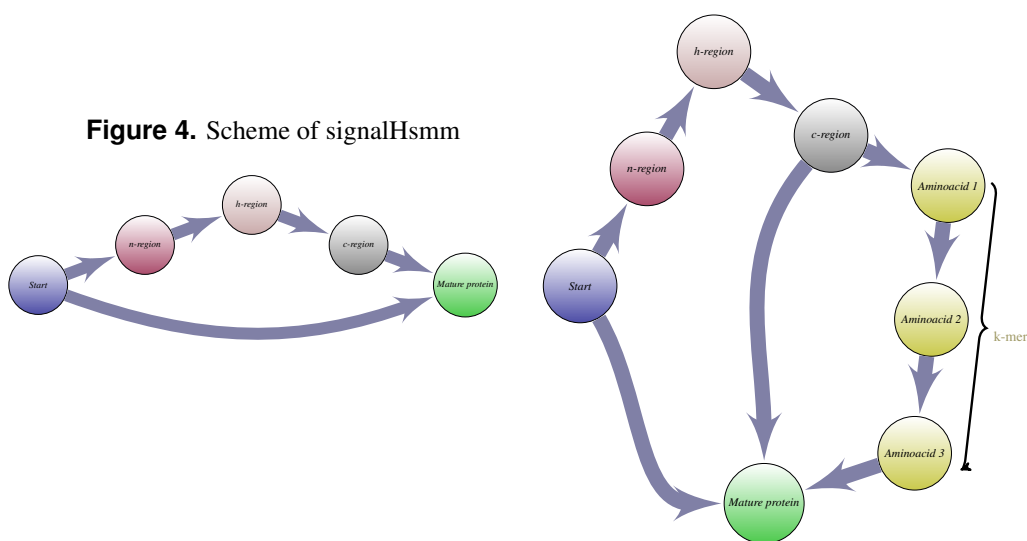 Figure 4. Scheme of signalHsmm
h-region
n-region
c-region
Start
Mature protein
h-region
c-region
n-region
Aminoacid 1
Start
Aminoacid 2
k-mer
Aminoacid 3
Mature protein